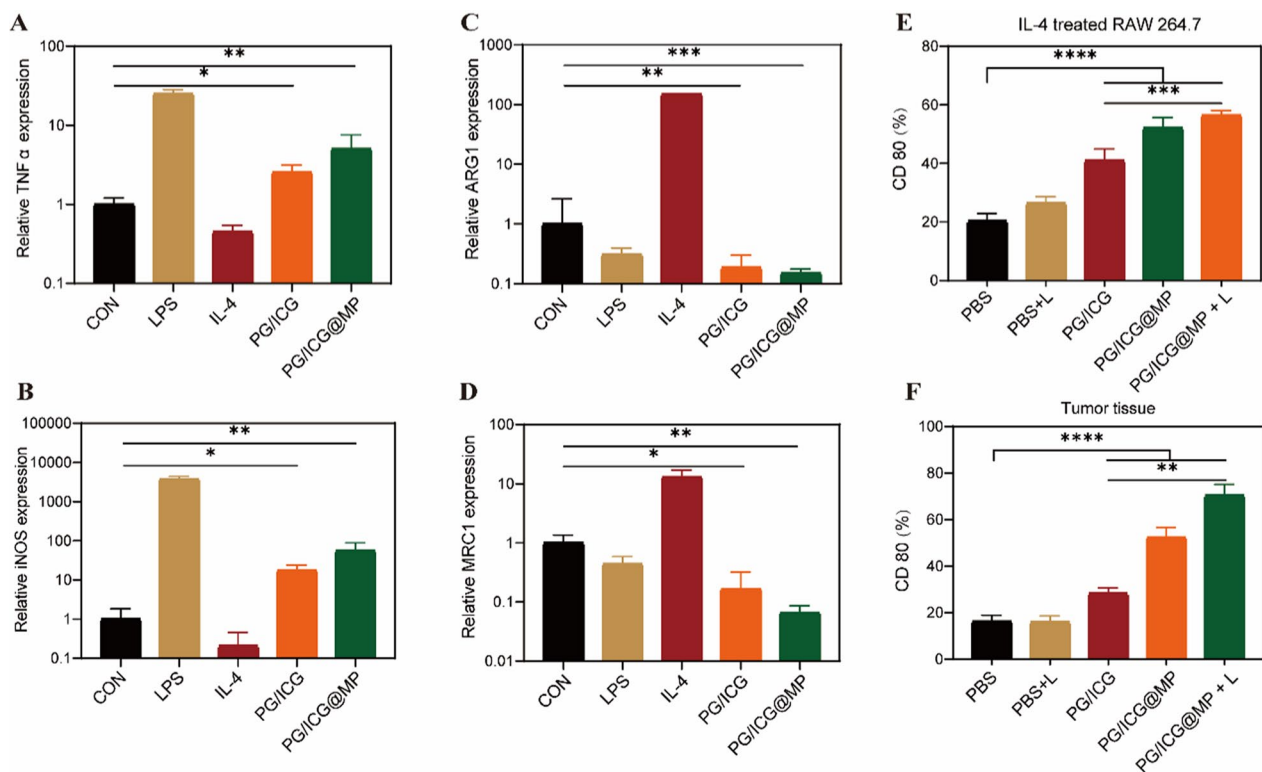 A
Relative TNFα expression
100
10
1
0.1
**
*
CON
LPS
IL-4
PG/ICG
PG/ICG@MP
C
Relative ARG1 expression
1000
100
10
1
0.1
***
**
CON
LPS
IL-4
PG/ICG
PG/ICG@MP
E
IL-4 treated RAW 264.7
CD 80 (%)
80
60
40
20
0
****
***
PBS
PBS+L
PG/ICG
PG/ICG@MP
PG/ICG@MP + L
B
Relative iNOS expression
100000
10000
1000
100
10
1
0.1
**
*
CON
LPS
IL-4
PG/ICG
PG/ICG@MP
D
Relative MRC1 expression
100
10
1
0.1
0.01
**
*
CON
LPS
IL-4
PG/ICG
PG/ICG@MP
F
Tumor tissue
CD 80 (%)
100
80
60
40
20
0
****
**
PBS
PBS+L
PG/ICG
PG/ICG@MP
PG/ICG@MP + L